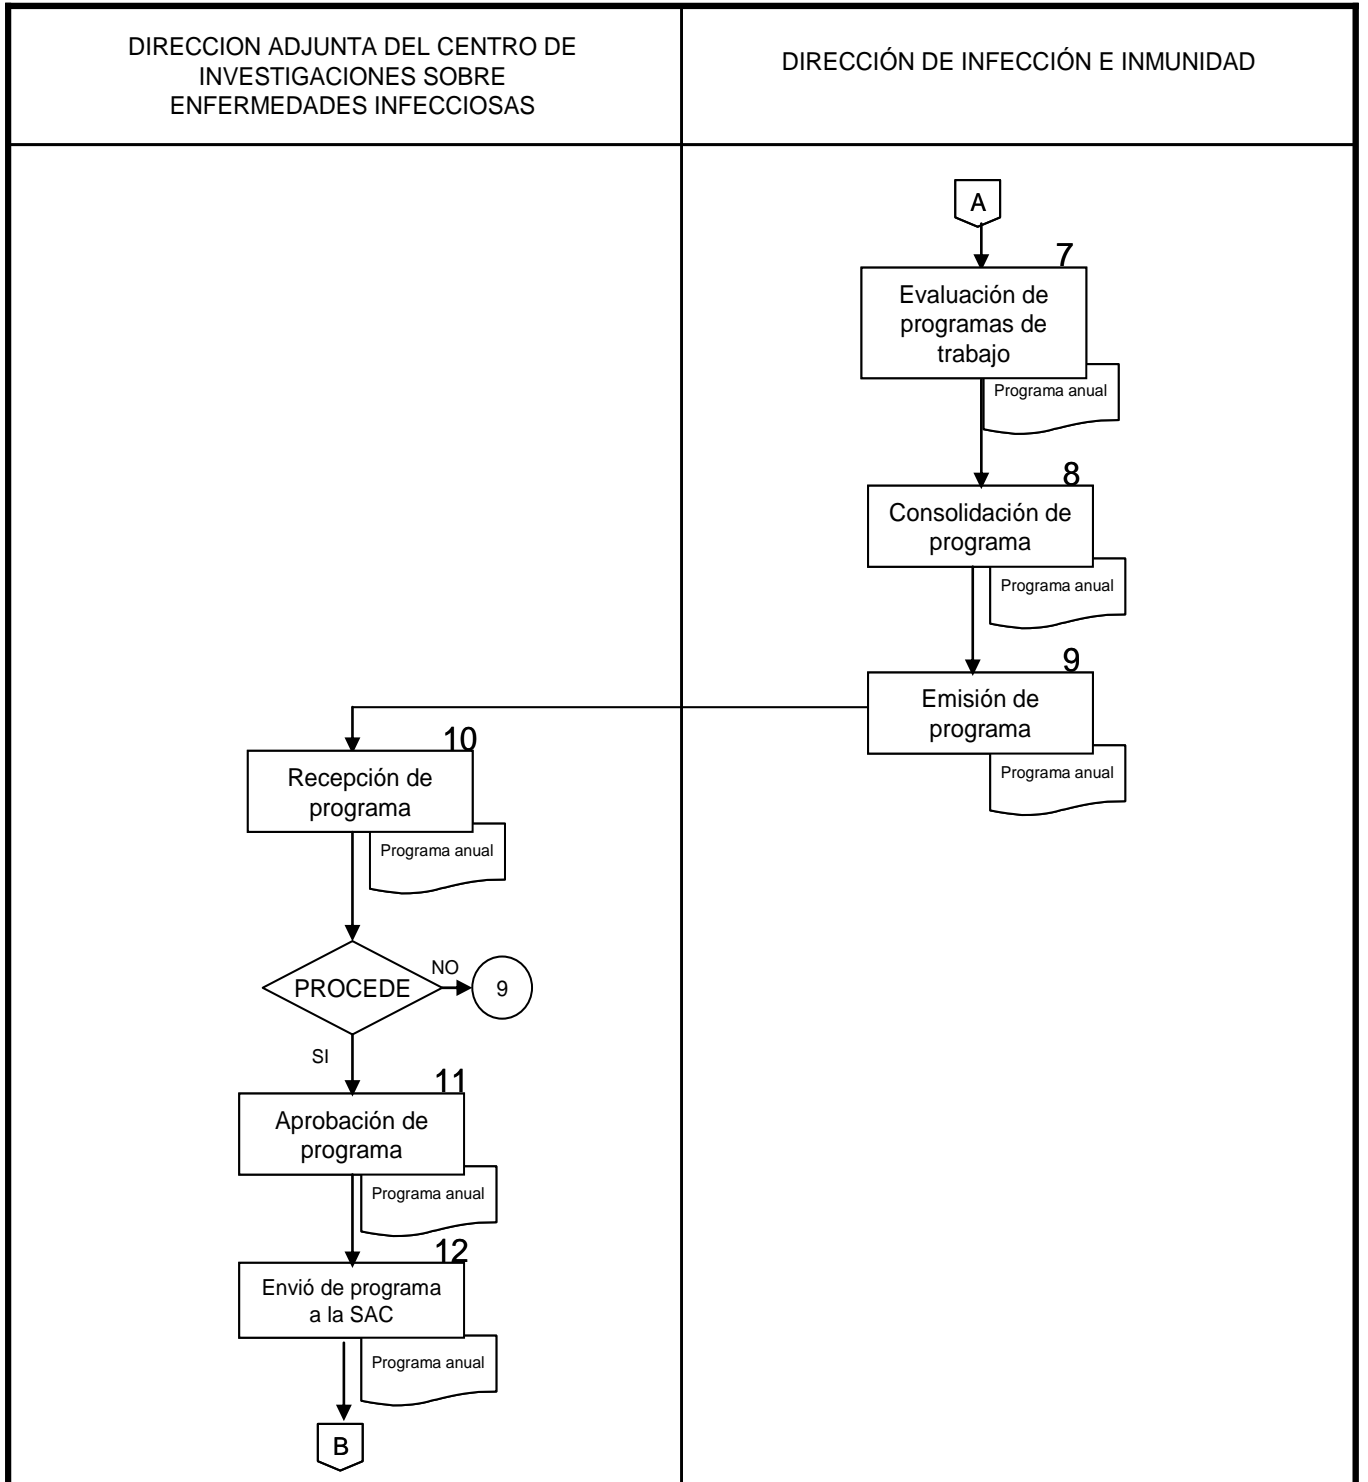 DIRECCION ADJUNTA DEL CENTRO DE
INVESTIGACIONES SOBRE
ENFERMEDADES INFECCIOSAS
DIRECCIÓN DE INFECCIÓN E INMUNIDAD
A
7
Evaluación de
programas de
trabajo
Programa anual
8
Consolidación de
programa
Programa anual
9
Emisión de
programa
Programa anual
10
Recepción de
programa
Programa anual
PROCEDE
NO
9
SI
11
Aprobación de
programa
Programa anual
12
Envió de programa
a la SAC
Programa anual
B